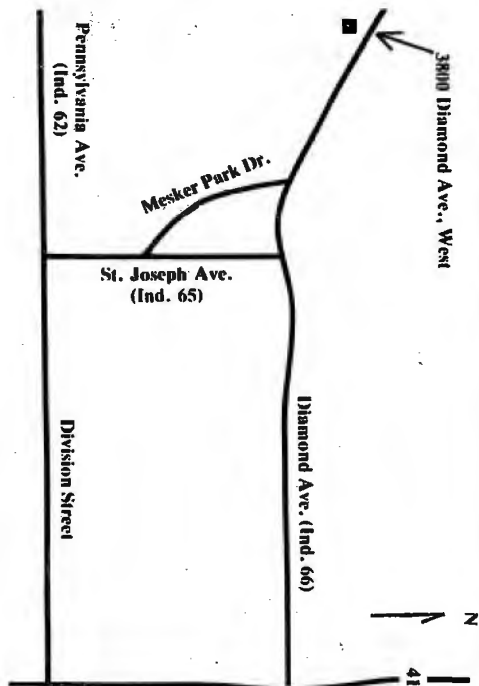 3800 Diamond Ave., West
Pennsylvania Ave.
(Ind. 62)
Mesker Park Dr.
St. Joseph Ave.
(Ind. 65)
Diamond Ave. (Ind. 66)
Division Street
N
41